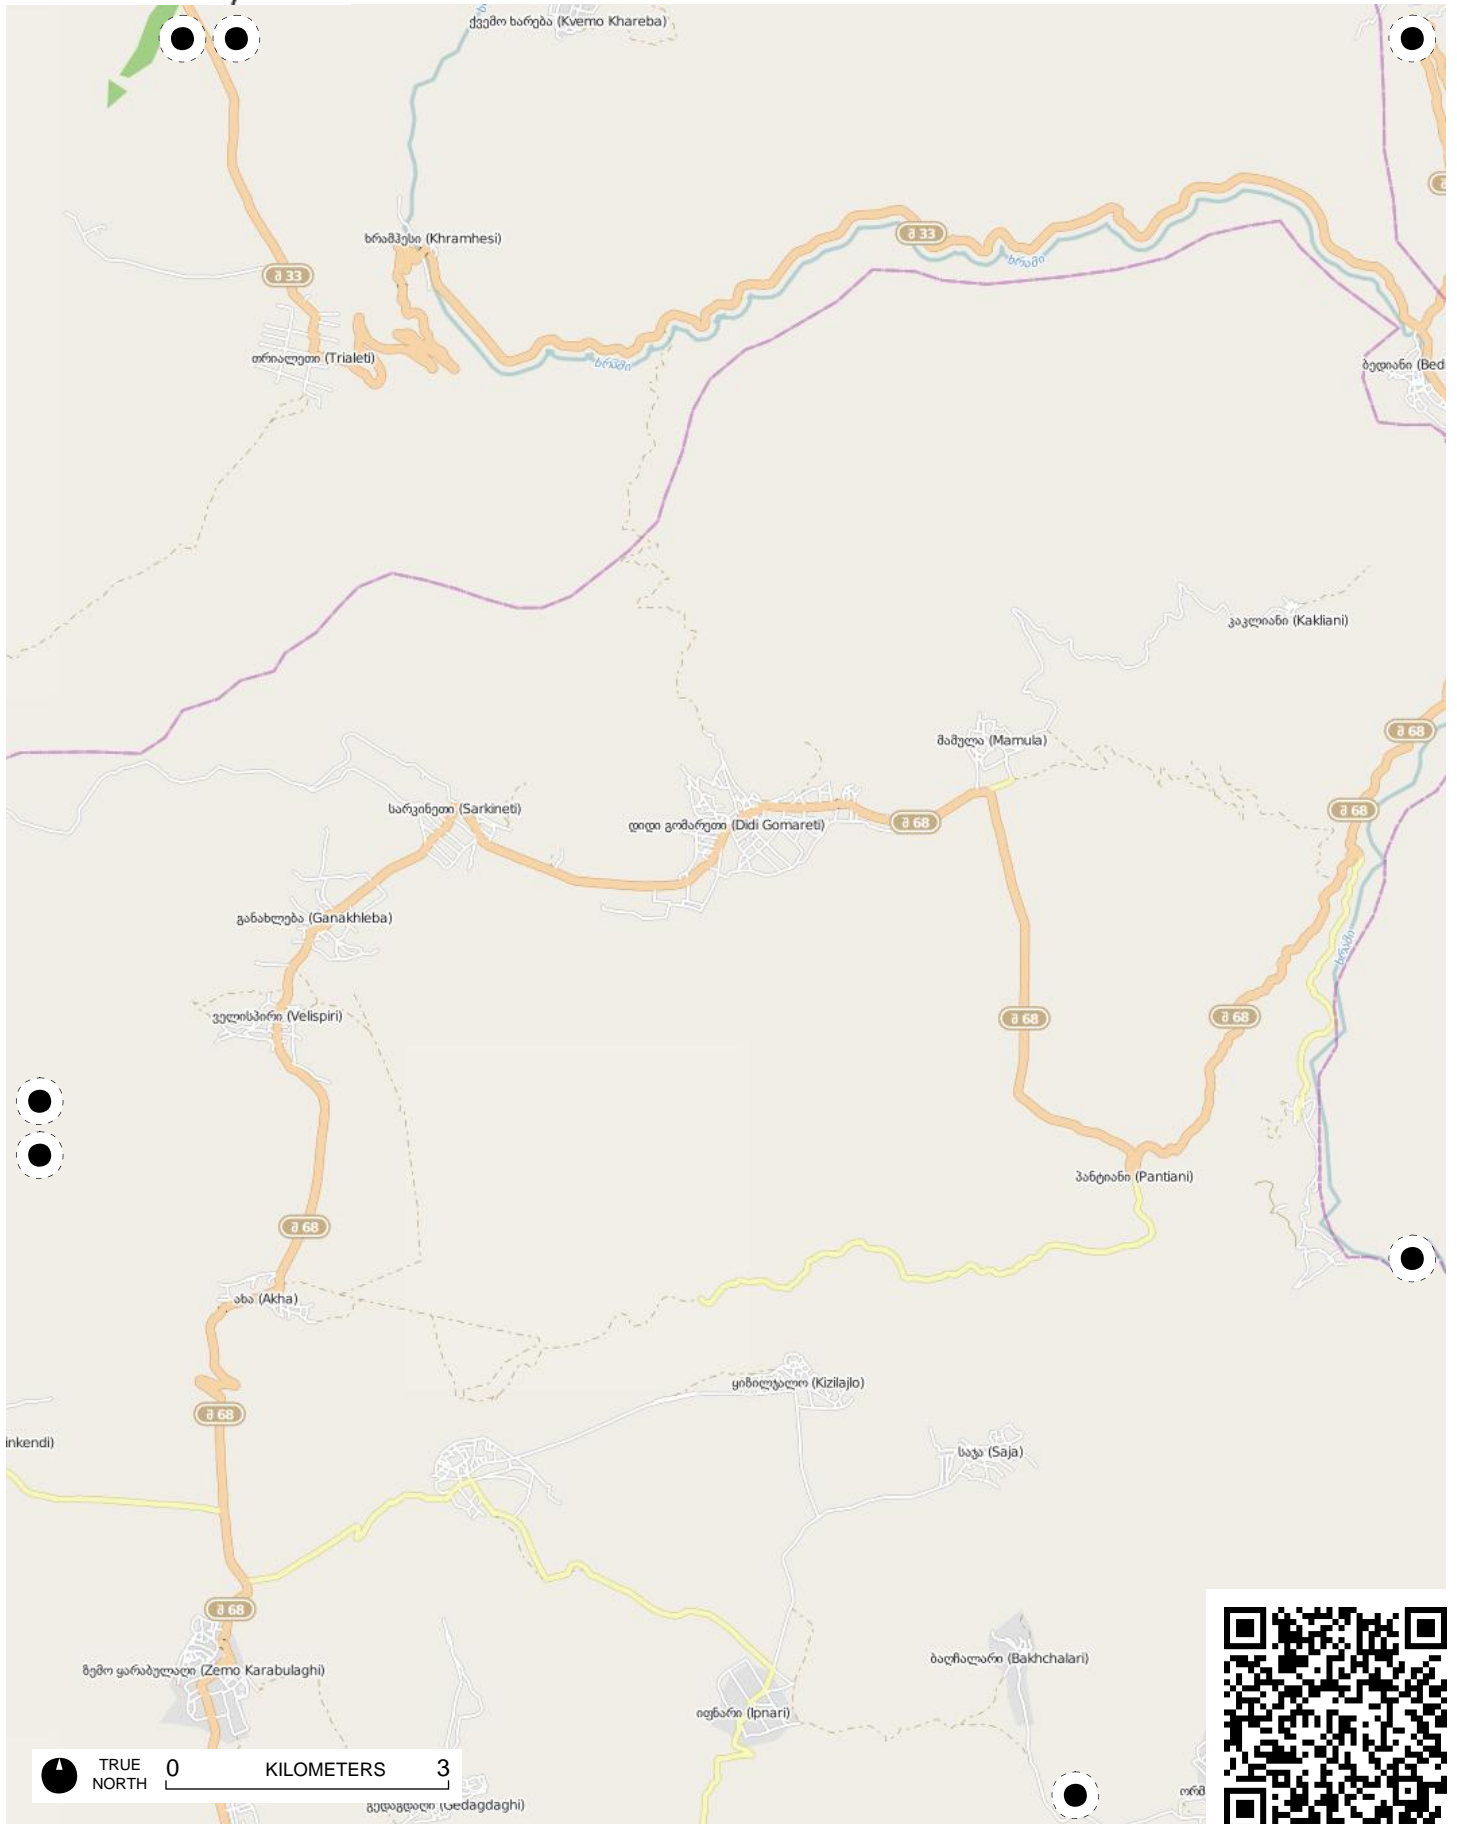 ქვემო ხარება (Kvemo Khareba)
შ 33
ხრამჰესი (Khramhesi)
ხრამი
შ 33
თრიალეთი (Trialeti)
ხრამი
ბედიანი (Bed
კაკლიანი (Kakliani)
შ 68
მამულა (Mamula)
სარკინეთი (Sarkineti)
შ 68
დიდი გომარეთი (Didi Gomareti)
შ 68
განახლება (Ganakhleba)
ხრამი
ველისპირი (Velispiri)
შ 68
შ 68
პანტიანი (Pantiani)
შ 68
ახა (Akha)
ყიზილჯალო (Kizilajlo)
შ 68
inkendi)
საჯა (Saja)
შ 68
ზემო ყარაბულაღი (Zemo Karabulaghi)
ბაღჩალარი (Bakhchalari)
იფნარი (Ipnari)
TRUE NORTH
0 KILOMETERS 3
გედაგდაღი (Gedagdaghi)
ორმ